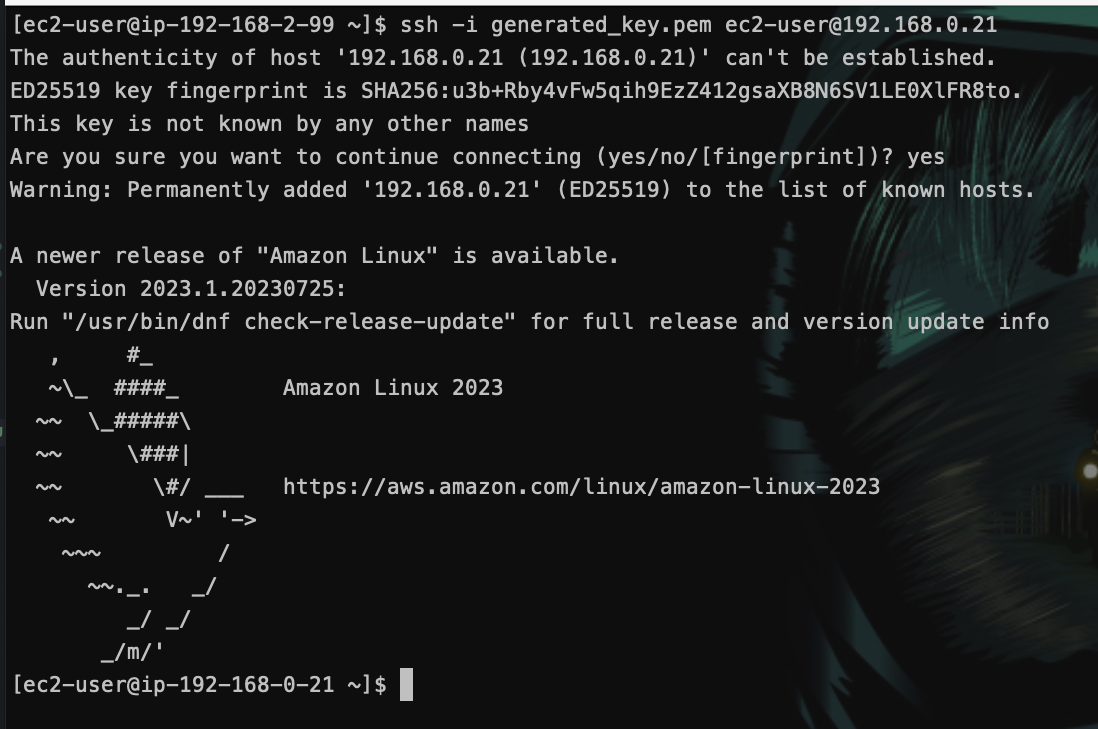 [ec2-user@ip-192-168-2-99 ~]$ ssh -i generated_key.pem ec2-user@192.168.0.21
The authenticity of host '192.168.0.21 (192.168.0.21)' can't be established.
ED25519 key fingerprint is SHA256:u3b+Rby4vFw5qih9EzZ412gsaXB8N6SV1LE0XlFR8to.
This key is not known by any other names
Are you sure you want to continue connecting (yes/no/[fingerprint])? yes
Warning: Permanently added '192.168.0.21' (ED25519) to the list of known hosts.

A newer release of "Amazon Linux" is available.
  Version 2023.1.20230725:
Run "/usr/bin/dnf check-release-update" for full release and version update info
   ,     #_
   ~\_  ####_        Amazon Linux 2023
  ~~  \_#####\
  ~~     \###|
  ~~       \#/ ___   https://aws.amazon.com/linux/amazon-linux-2023
   ~~       V~' '->
    ~~~         /
      ~~._.   _/
         _/ _/
       _/m/'
[ec2-user@ip-192-168-0-21 ~]$